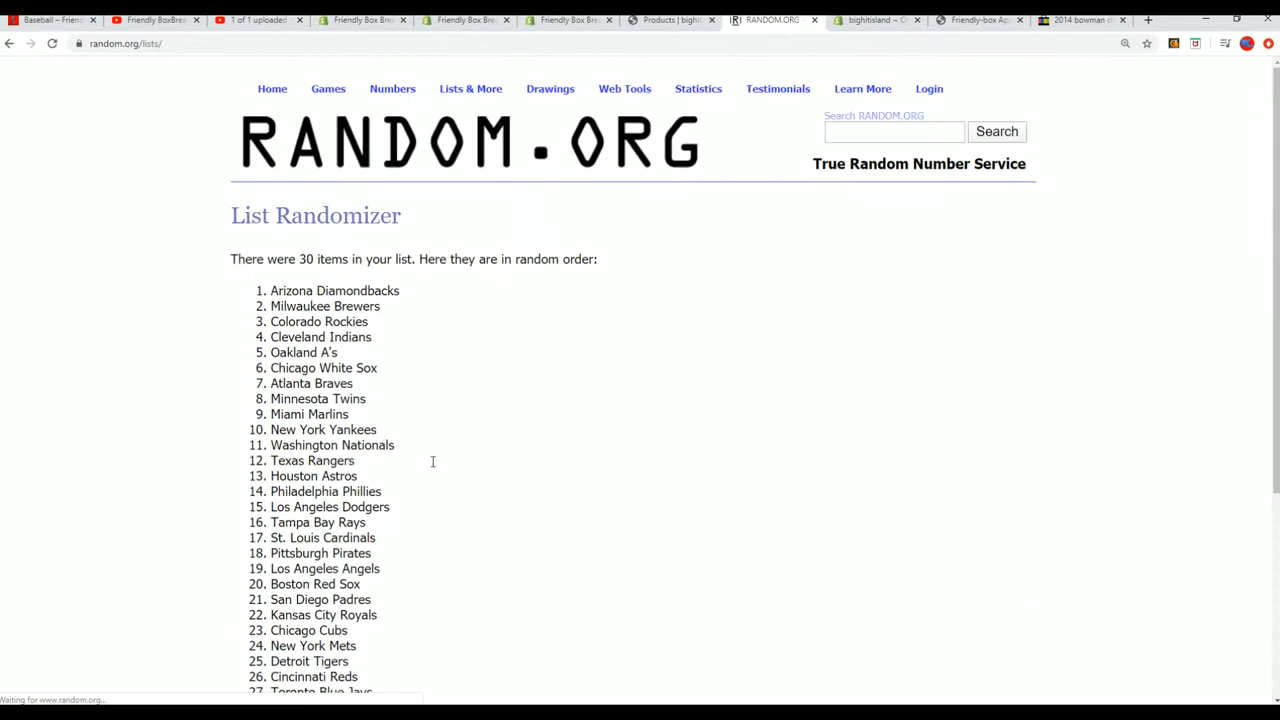 Baseball – Frienc
Friendly BoxBrea
1 of 1 uploaded
Friendly Box Brea
Friendly Box Brea
Friendly Box Brea
Products | bighit
RANDOM.ORG -
bighitisland ~ O
Friendly-box Ap
2014 bowman d
random.org/lists/
Home Games Numbers Lists & More Drawings Web Tools Statistics Testimonials Learn More Login
Search RANDOM.ORG
RANDOM.ORG
Search
True Random Number Service
List Randomizer
There were 30 items in your list. Here they are in random order:
1. Arizona Diamondbacks
2. Milwaukee Brewers
3. Colorado Rockies
4. Cleveland Indians
5. Oakland A's
6. Chicago White Sox
7. Atlanta Braves
8. Minnesota Twins
9. Miami Marlins
10. New York Yankees
11. Washington Nationals
12. Texas Rangers
13. Houston Astros
14. Philadelphia Phillies
15. Los Angeles Dodgers
16. Tampa Bay Rays
17. St. Louis Cardinals
18. Pittsburgh Pirates
19. Los Angeles Angels
20. Boston Red Sox
21. San Diego Padres
22. Kansas City Royals
23. Chicago Cubs
24. New York Mets
25. Detroit Tigers
26. Cincinnati Reds
27. Toronto Blue Jays
Waiting for www.random.org...